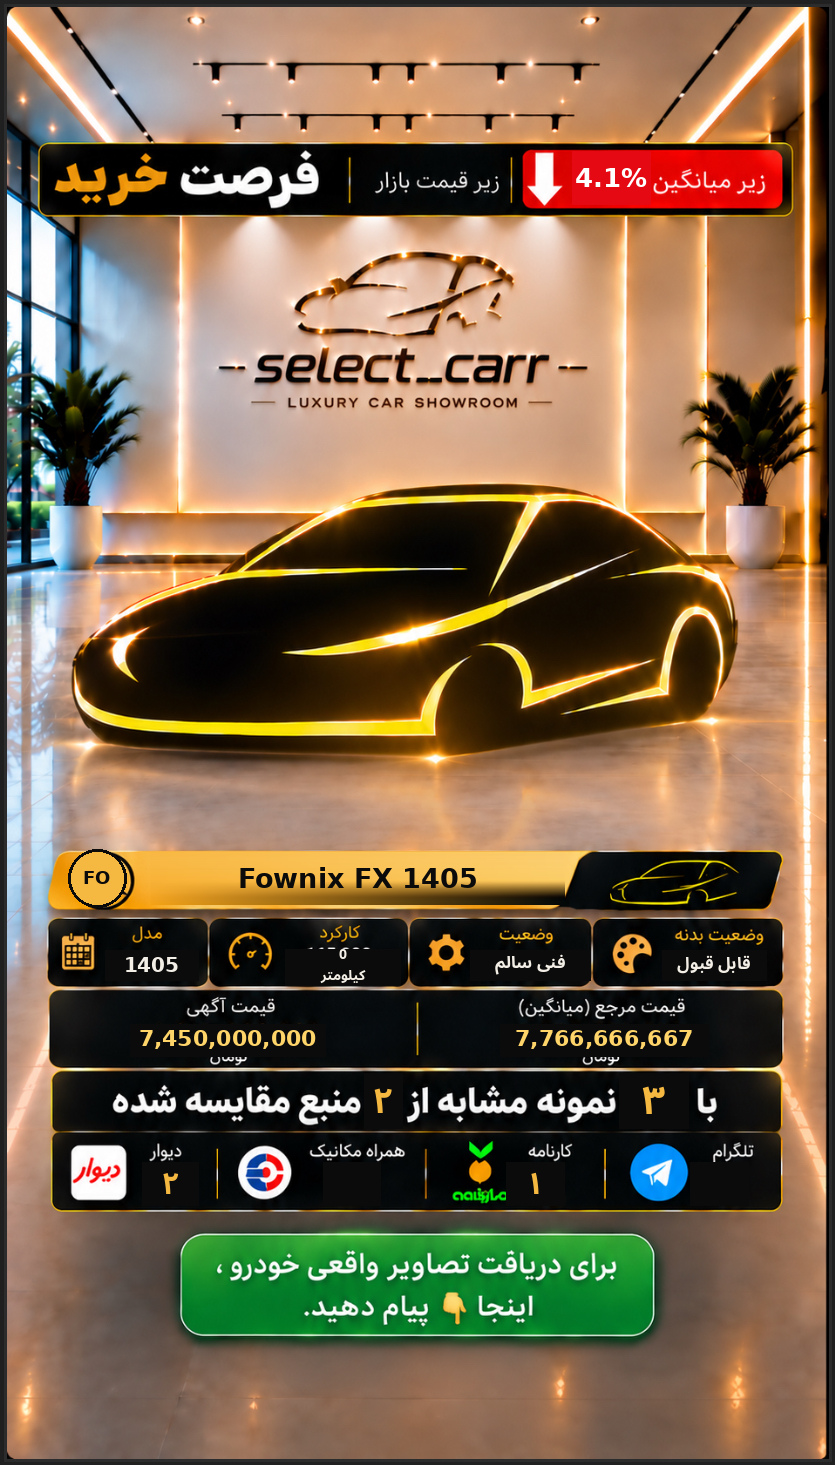 فرصت خرید
زیر قیمت بازار
زیر میانگین 4.1%
select_carr
LUXURY CAR SHOWROOM
FO
Fownix FX 1405
وضعیت بدنه
قابل قبول
وضعیت
فنی سالم
کارکرد
0
کیلومتر
مدل
1405
قیمت مرجع (میانگین)
7,766,666,667
تومان
قیمت آگهی
7,450,000,000
تومان
با ۳ نمونه مشابه از ۲ منبع مقایسه شده
تلگرام
کارنامه
۱
همراه مکانیک
دیوار
۲
دیوار
برای دریافت تصاویر واقعی خودرو ،
اینجا 👇 پیام دهید.